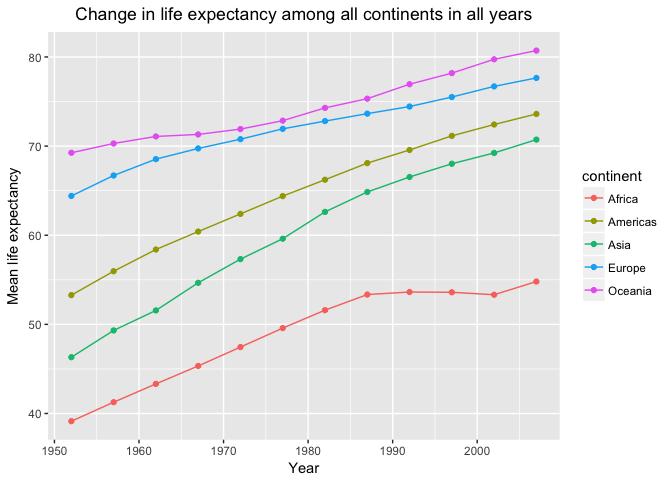 Change in life expectancy among all continents in all years
Mean life expectancy
80
70
60
50
40
1950
1960
1970
1980
1990
2000
Year
continent
Africa
Americas
Asia
Europe
Oceania